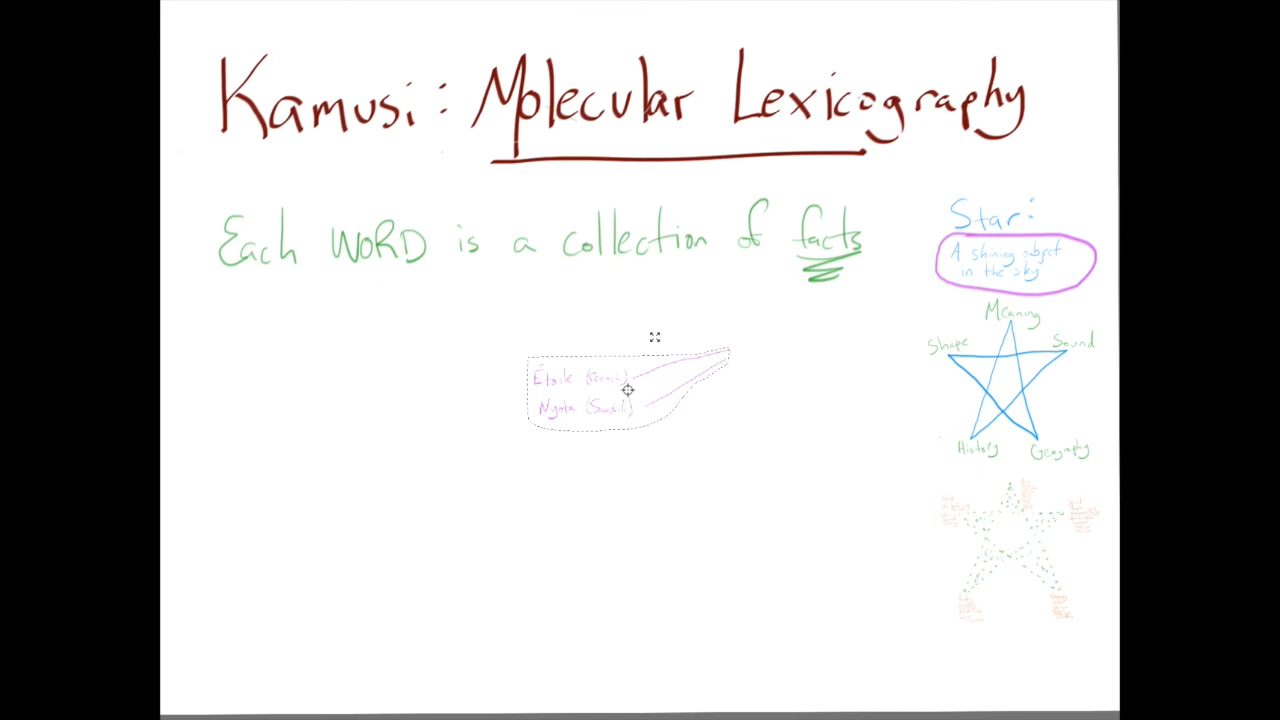 Kamusi: Molecular Lexicography
Each WORD is a collection of facts
Star:
A shining object
in the sky
Meaning
Shape
Sound
History
Geography
Étoile (French)
Nyota (Swahili)